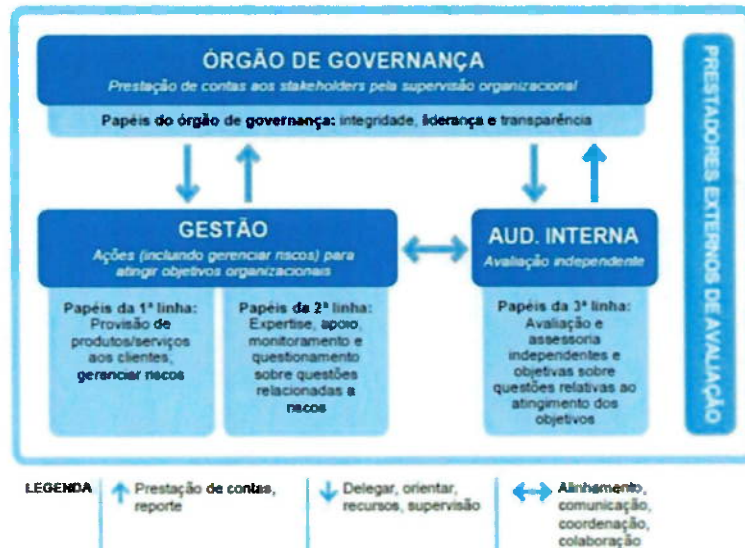 ÓRGÃO DE GOVERNANÇA
Prestação de contas aos stakeholders pela supervisão organizacional
Papéis do órgão de governança: integridade, liderança e transparência
GESTÃO
Ações (incluindo gerenciar riscos) para
atingir objetivos organizacionais
Papéis da 1ª linha:
Provisão de
produtos/serviços
aos clientes;
gerenciar riscos
Papéis da 2ª linha:
Expertise, apoio,
monitoramento e
questionamento
sobre questões
relacionadas a
riscos
AUD. INTERNA
Avaliação independente
Papéis da 3ª linha:
Avaliação e
assessoria
independentes e
objetivas sobre
questões relativas ao
atingimento dos
objetivos
PRESTADORES EXTERNOS DE AVALIAÇÃO
LEGENDA
Prestação de contas,
reporte
Delegar, orientar,
recursos, supervisão
Alinhamento,
comunicação,
coordenação,
colaboração